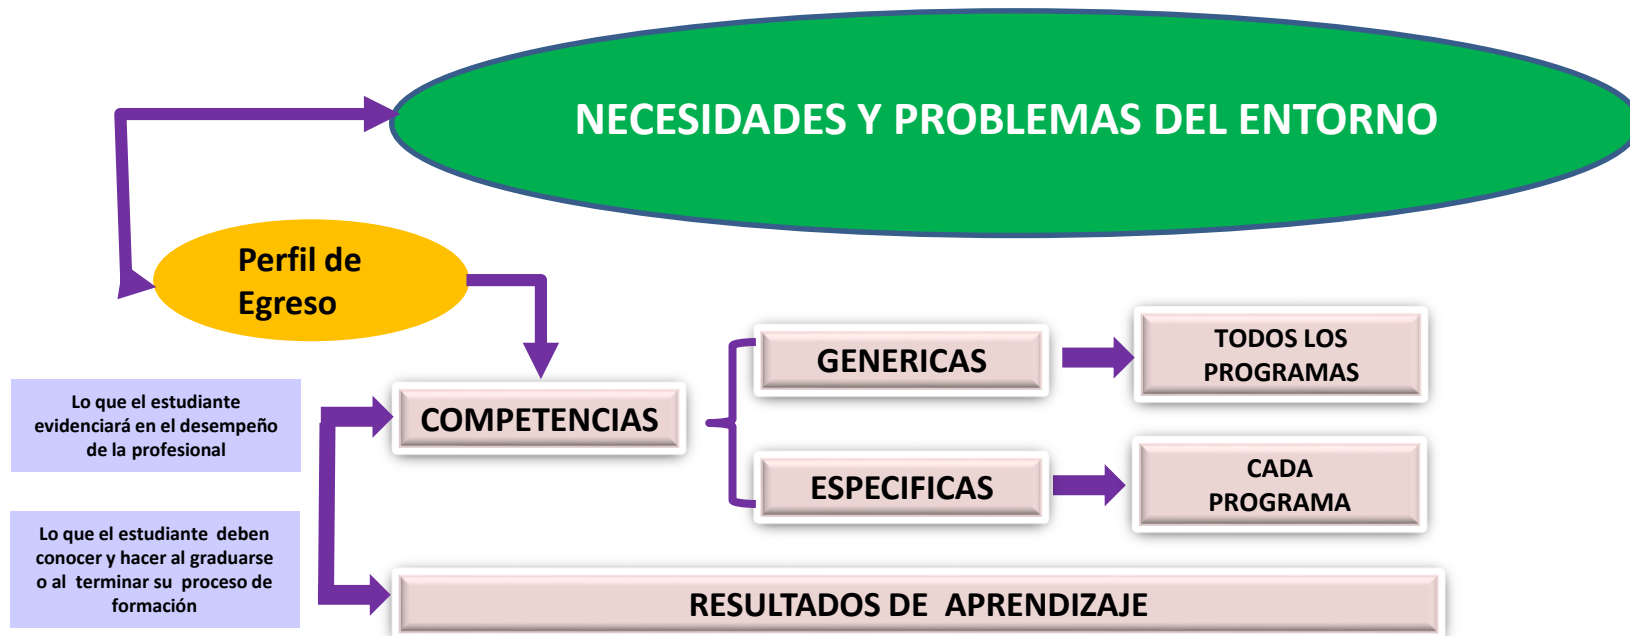 NECESIDADES Y PROBLEMAS DEL ENTORNO
Perfil de
Egreso
GENERICAS
TODOS LOS
PROGRAMAS
Lo que el estudiante
evidenciará en el desempeño
de la profesional
COMPETENCIAS
ESPECIFICAS
CADA
PROGRAMA
Lo que el estudiante deben
conocer y hacer al graduarse
o al terminar su proceso de
formación
RESULTADOS DE APRENDIZAJE